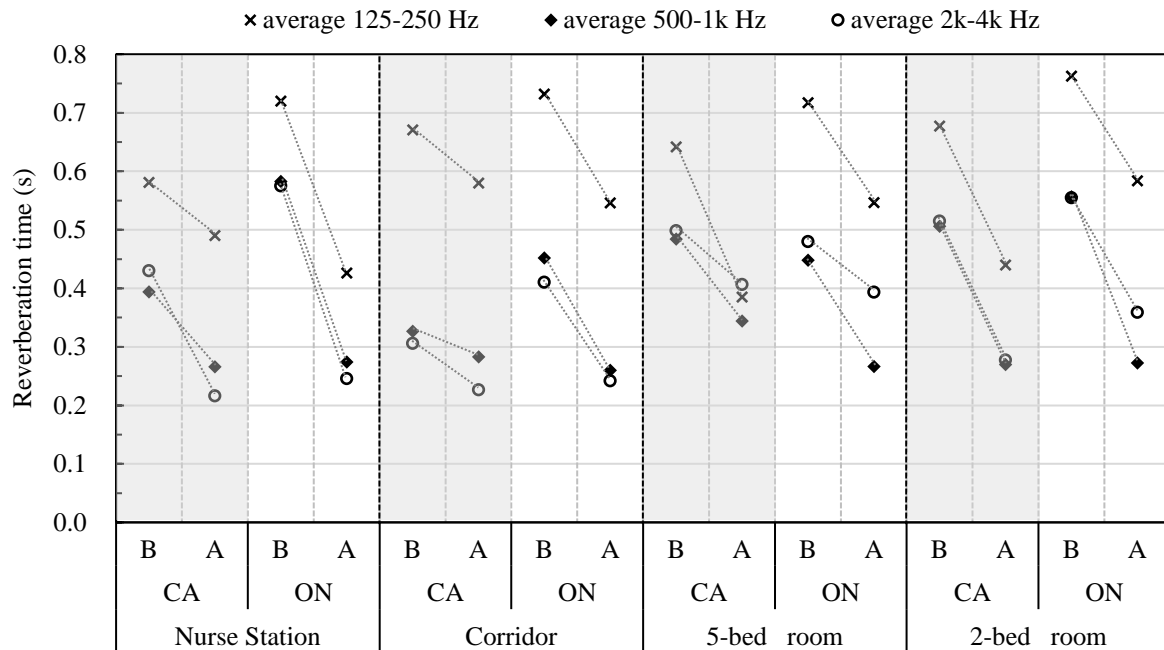 average 125-250 Hz average 500-1k Hz average 2k-4k Hz
Reverberation time (s)
0.8
0.7
0.6
0.5
0.4
0.3
0.2
0.1
0.0
B A B A B A B A B A B A B A B A
CA ON CA ON CA ON CA ON
Nurse Station Corridor 5-bed room 2-bed room